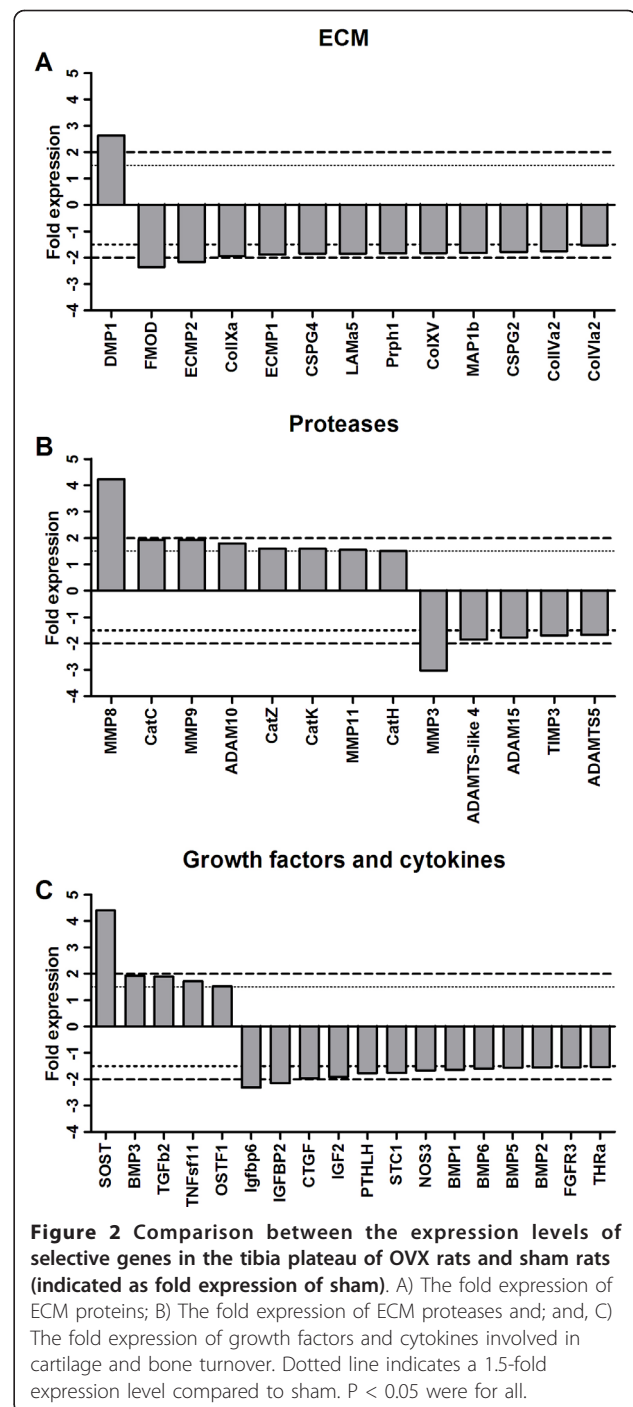 ECM
A
Fold expression
5
4
3
2
1
0
-1
-2
-3
-4
DMP1
FMOD
ECMP2
ColIXa
ECMP1
CSPG4
LAMa5
Prph1
ColXV
MAP1b
CSPG2
ColIVa2
ColVIa2
Proteases
B
Fold expression
5
4
3
2
1
0
-1
-2
-3
-4
MMP8
CatC
MMP9
ADAM10
CatZ
CatK
MMP11
CatH
MMP3
ADAMTS-like 4
ADAM15
TIMP3
ADAMTS5
Growth factors and cytokines
C
Fold expression
5
4
3
2
1
0
-1
-2
-3
-4
SOST
BMP3
TGFb2
TNFsf11
OSTF1
Igfbp6
IGFBP2
CTGF
IGF2
PTHLH
STC1
NOS3
BMP1
BMP6
BMP5
BMP2
FGFR3
THRa
Figure 2 Comparison between the expression levels of
selective genes in the tibia plateau of OVX rats and sham rats
(indicated as fold expression of sham). A) The fold expression of
ECM proteins; B) The fold expression of ECM proteases and; and, C)
The fold expression of growth factors and cytokines involved in
cartilage and bone turnover. Dotted line indicates a 1.5-fold
expression level compared to sham. P < 0.05 were for all.